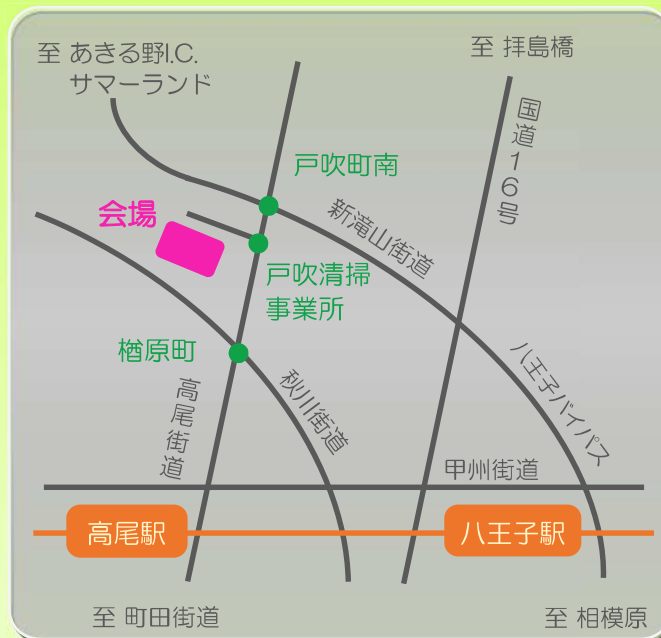 至 あきる野I.C.
サマーランド
至 拝島橋
国道16号
戸吹町南
会場
新滝山街道
戸吹清掃
事業所
楢原町
八王子バイパス
高尾街道
秋川街道
甲州街道
高尾駅
八王子駅
至 町田街道
至 相模原